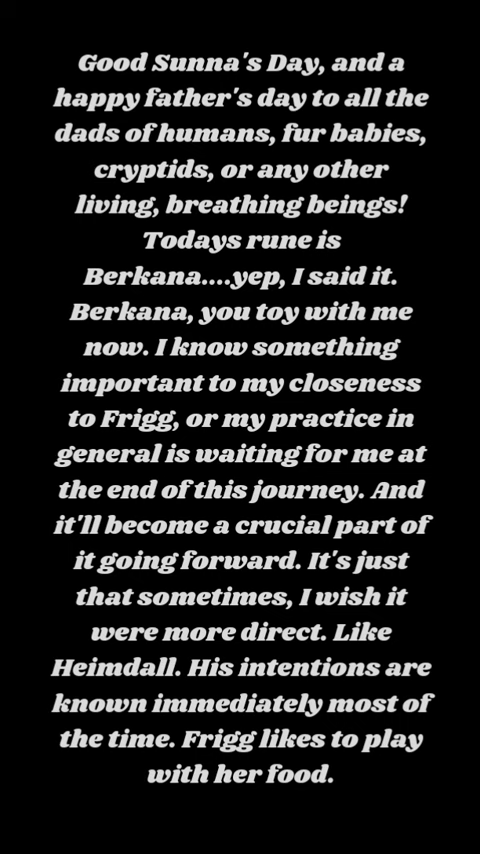 Good Sunna's Day, and a
happy father's day to all the
dads of humans, fur babies,
cryptids, or any other
living, breathing beings!
Todays rune is
Berkana....yep, I said it.
Berkana, you toy with me
now. I know something
important to my closeness
to Frigg, or my practice in
general is waiting for me at
the end of this journey. And
it'll become a crucial part of
it going forward. It's just
that sometimes, I wish it
were more direct. Like
Heimdall. His intentions are
known immediately most of
the time. Frigg likes to play
with her food.